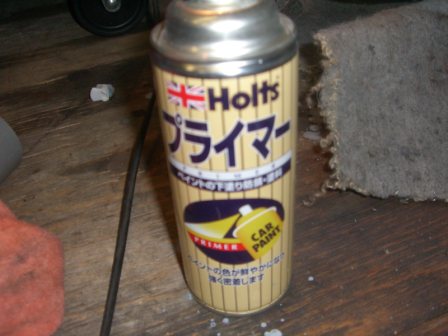 Holts
プライマー
PRIMER
ペイントの下塗り防錆・塗料
PRIMER
CAR
PAINT
ペイントの色が鮮やかになり
強く密着します